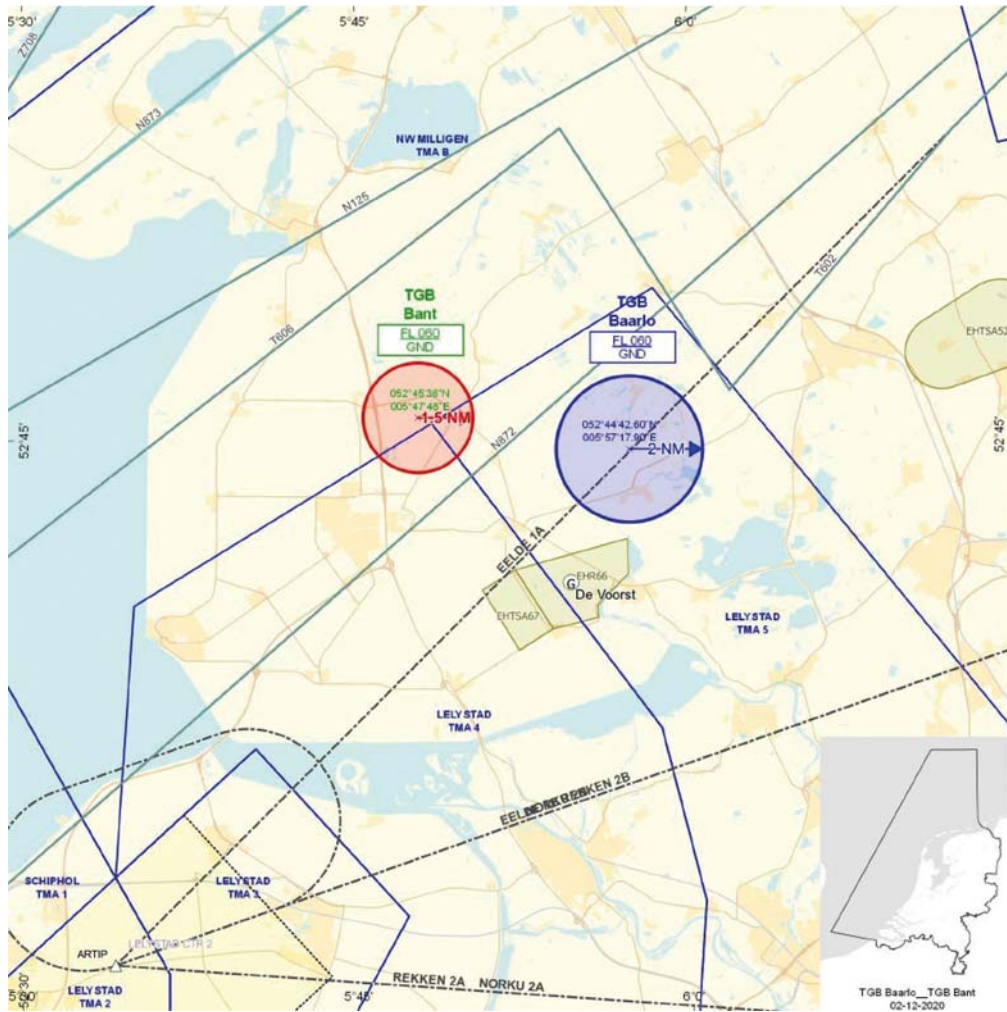 5°30'
5°45'
6°0'
Z708
N873
NW MILLIGEN
TMA B
N125
T602
TGB
Bant
FL 060
GND
TGB
Baarlo
FL 060
GND
EHTSA52
T606
052°45'36"N
005°47'48"E
1.5 NM
052°44'42.60"N
005°57'17.90"E
2 NM
52°45'
52°45'
N872
EELDE 1A
EHR66
G
De Voorst
EHTSA67
LELYSTAD
TMA 5
LELYSTAD
TMA 4
REKKEN 2B
SCHIPHOL
TMA 1
LELYSTAD
TMA 3
LELYSTAD CTR 2
ARTIP
LELYSTAD
TMA 2
REKKEN 2A NORKU 2A
52°30'
5°45'
6°0'
TGB Baarlo__TGB Bant
02-12-2020